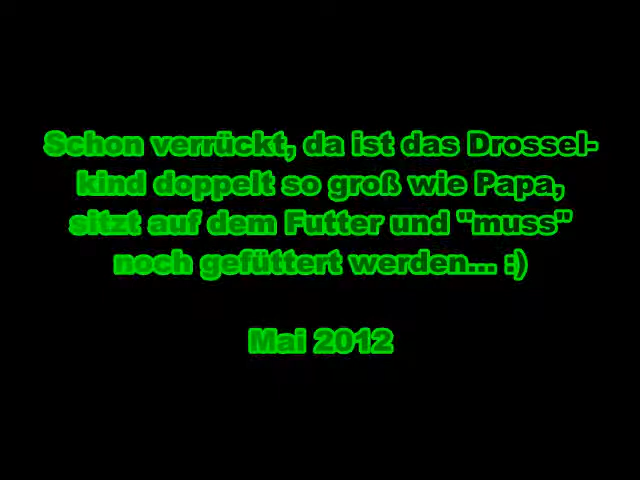 Schon verrückt, da ist das Drossel-
kind doppelt so groß wie Papa,
sitzt auf dem Futter und "muss"
noch gefüttert werden... :)
Mai 2012